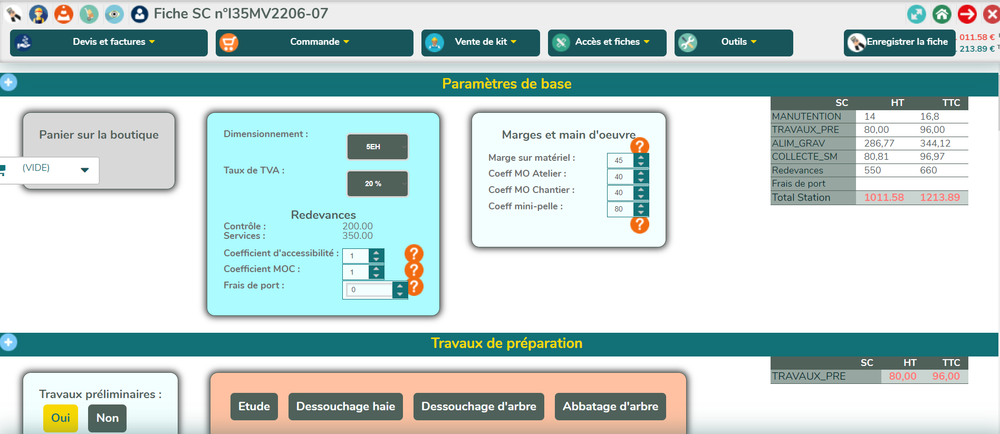 Fiche SC n°I35MV2206-07
Devis et factures
Commande
Vente de kit
Accès et fiches
Outils
Enregistrer la fiche
011.58 €
213.89 €
Paramètres de base
Panier sur la boutique
(VIDE)
Dimensionnement :
5EH
Taux de TVA :
20 %
Redevances
Contrôle : 200.00
Services : 350.00
Coefficient d'accessibilité : 1 ?
Coefficient MOC : 1 ?
Frais de port : 0 ?
Marges et main d'oeuvre
?
Marge sur matériel : 45
Coeff MO Atelier : 40
Coeff MO Chantier : 40
Coeff mini-pelle : 80
?
SC HT TTC
MANUTENTION 14 16,8
TRAVAUX_PRE 80,00 96,00
ALIM_GRAV 286,77 344,12
COLLECTE_SM 80,81 96,97
Redevances 550 660
Frais de port
Total Station 1011.58 1213.89
Travaux de préparation
Travaux préliminaires :
Oui Non
Etude Dessouchage haie Dessouchage d'arbre Abbatage d'arbre
SC HT TTC
TRAVAUX_PRE 80,00 96,00